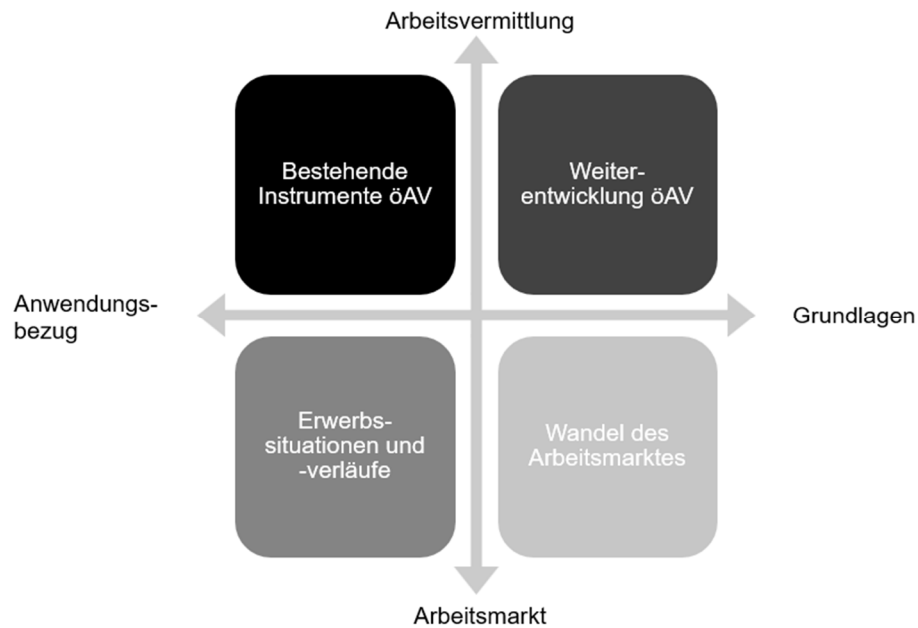 Arbeitsvermittlung
Bestehende
Instrumente öAV
Weiter-
entwicklung öAV
Anwendungs-
bezug
Grundlagen
Erwerbs-
situationen und
-verläufe
Wandel des
Arbeitsmarktes
Arbeitsmarkt